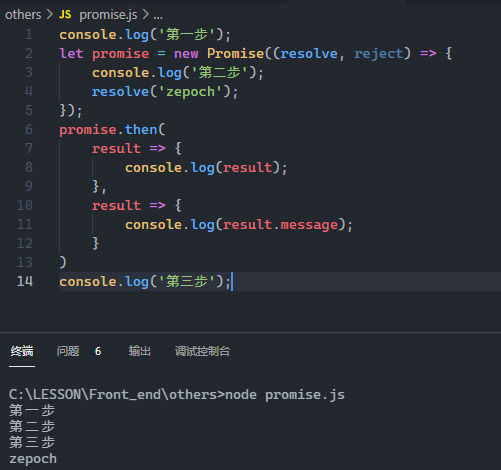 others > JS promise.js > ...
1 console.log('第一步');
2 let promise = new Promise((resolve, reject) => {
3     console.log('第二步');
4     resolve('zepoch');
5 });
6 promise.then(
7     result => {
8         console.log(result);
9     },
10     result => {
11         console.log(result.message);
12     }
13 )
14 console.log('第三步');
终端 问题 6 输出 调试控制台
C:\LESSON\Front_end\others>node promise.js
第一步
第二步
第三步
zepoch